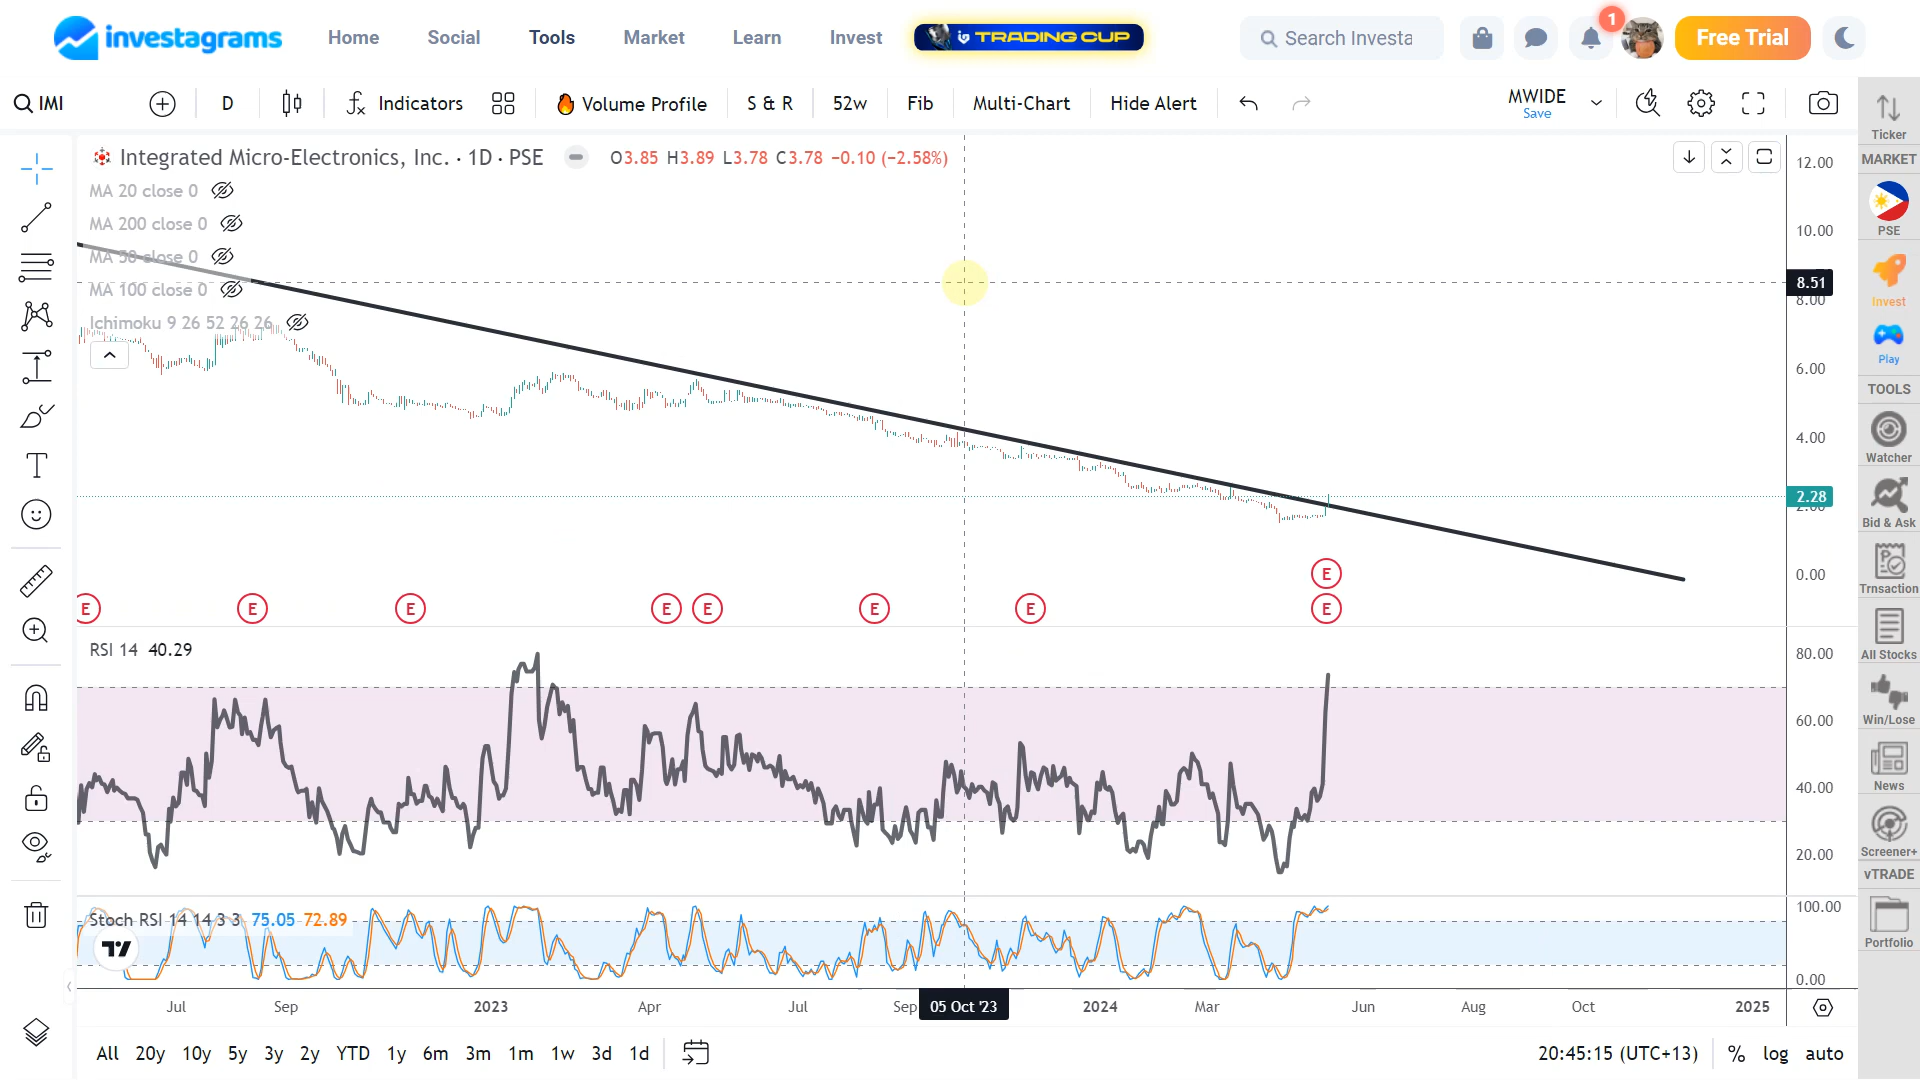 investagrams Home Social Tools Market Learn Invest TRADING CUP Search Investa 1 Free Trial
IMI D Indicators Volume Profile S & R 52w Fib Multi-Chart Hide Alert MWIDE Save
Integrated Micro-Electronics, Inc. · 1D · PSE O3.85 H3.89 L3.78 C3.78 −0.10 (−2.58%)
MA 20 close 0
MA 200 close 0
MA 50 close 0
MA 100 close 0
Ichimoku 9 26 52 26 26
12.00
10.00
8.51
8.00
6.00
4.00
2.28
2.00
0.00
E
E E E E E E E E
RSI 14 40.29
80.00
60.00
40.00
20.00
Stoch RSI 14 14 3 3 75.05 72.89
100.00
0.00
Jul Sep 2023 Apr Jul Sep 05 Oct '23 2024 Mar Jun Aug Oct 2025
All 20y 10y 5y 3y 2y YTD 1y 6m 3m 1m 1w 3d 1d 20:45:15 (UTC+13) % log auto
Ticker
MARKET
PSE
Invest
Play
TOOLS
Watcher
Bid & Ask
Trnsaction
All Stocks
Win/Lose
News
Screener+
vTRADE
Portfolio